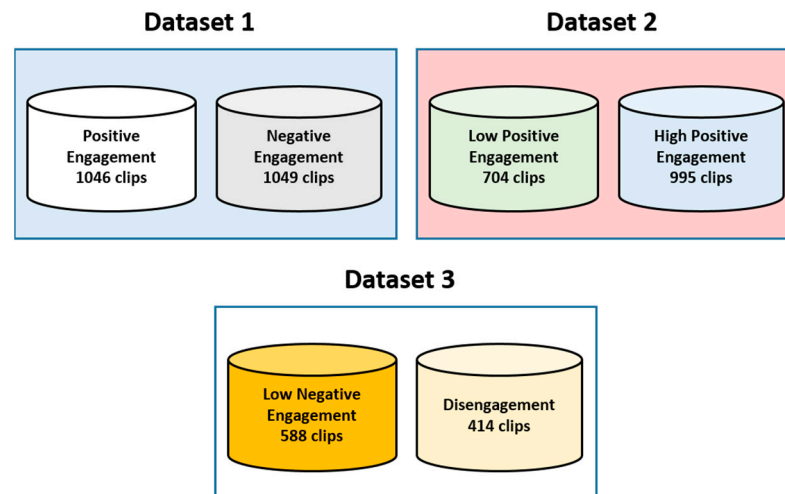 Dataset 1
Positive
Engagement
1046 clips
Negative
Engagement
1049 clips
Dataset 2
Low Positive
Engagement
704 clips
High Positive
Engagement
995 clips
Dataset 3
Low Negative
Engagement
588 clips
Disengagement
414 clips